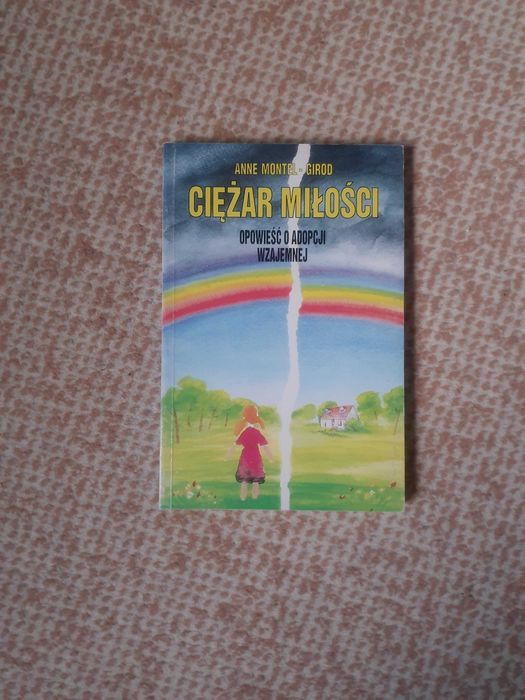 ANNE MONTEL - GIROD
CIĘŻAR MIŁOŚCI
OPOWIEŚĆ O ADOPCJI
WZAJEMNEJ